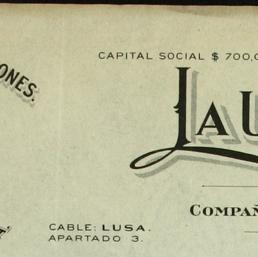 CAPITAL SOCIAL $ 700,0
ONES.
LA U
COMPAÑ
CABLE: LUSA.
APARTADO 3.